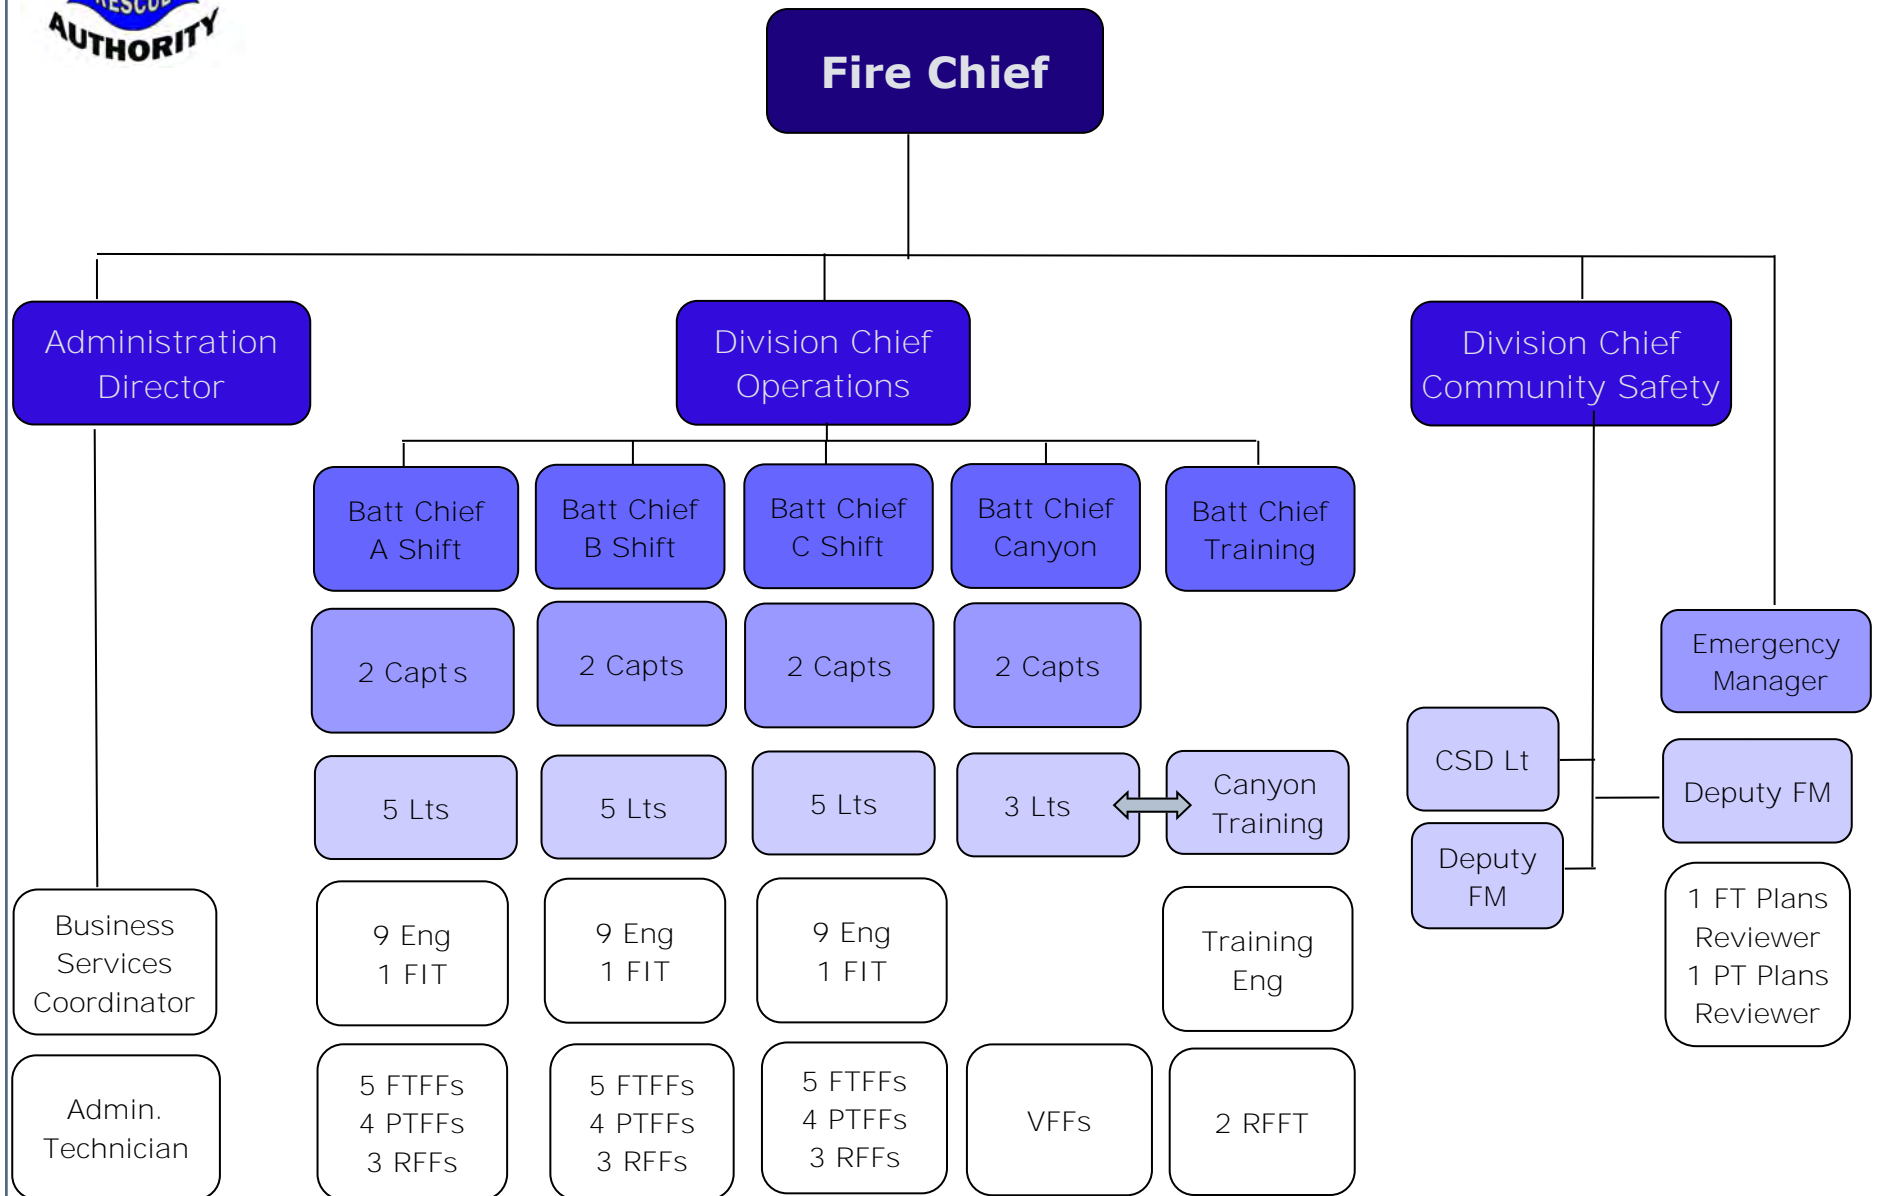 RESCUE
AUTHORITY
Fire Chief
Administration
Director
Division Chief
Operations
Division Chief
Community Safety
Batt Chief
A Shift
Batt Chief
B Shift
Batt Chief
C Shift
Batt Chief
Canyon
Batt Chief
Training
2 Capts
2 Capts
2 Capts
2 Capts
Emergency
Manager
5 Lts
5 Lts
5 Lts
3 Lts
Canyon
Training
CSD Lt
Deputy FM
Deputy
FM
Business
Services
Coordinator
9 Eng
1 FIT
9 Eng
1 FIT
9 Eng
1 FIT
Training
Eng
1 FT Plans
Reviewer
1 PT Plans
Reviewer
Admin.
Technician
5 FTFFs
4 PTFFs
3 RFFs
5 FTFFs
4 PTFFs
3 RFFs
5 FTFFs
4 PTFFs
3 RFFs
VFFs
2 RFFT